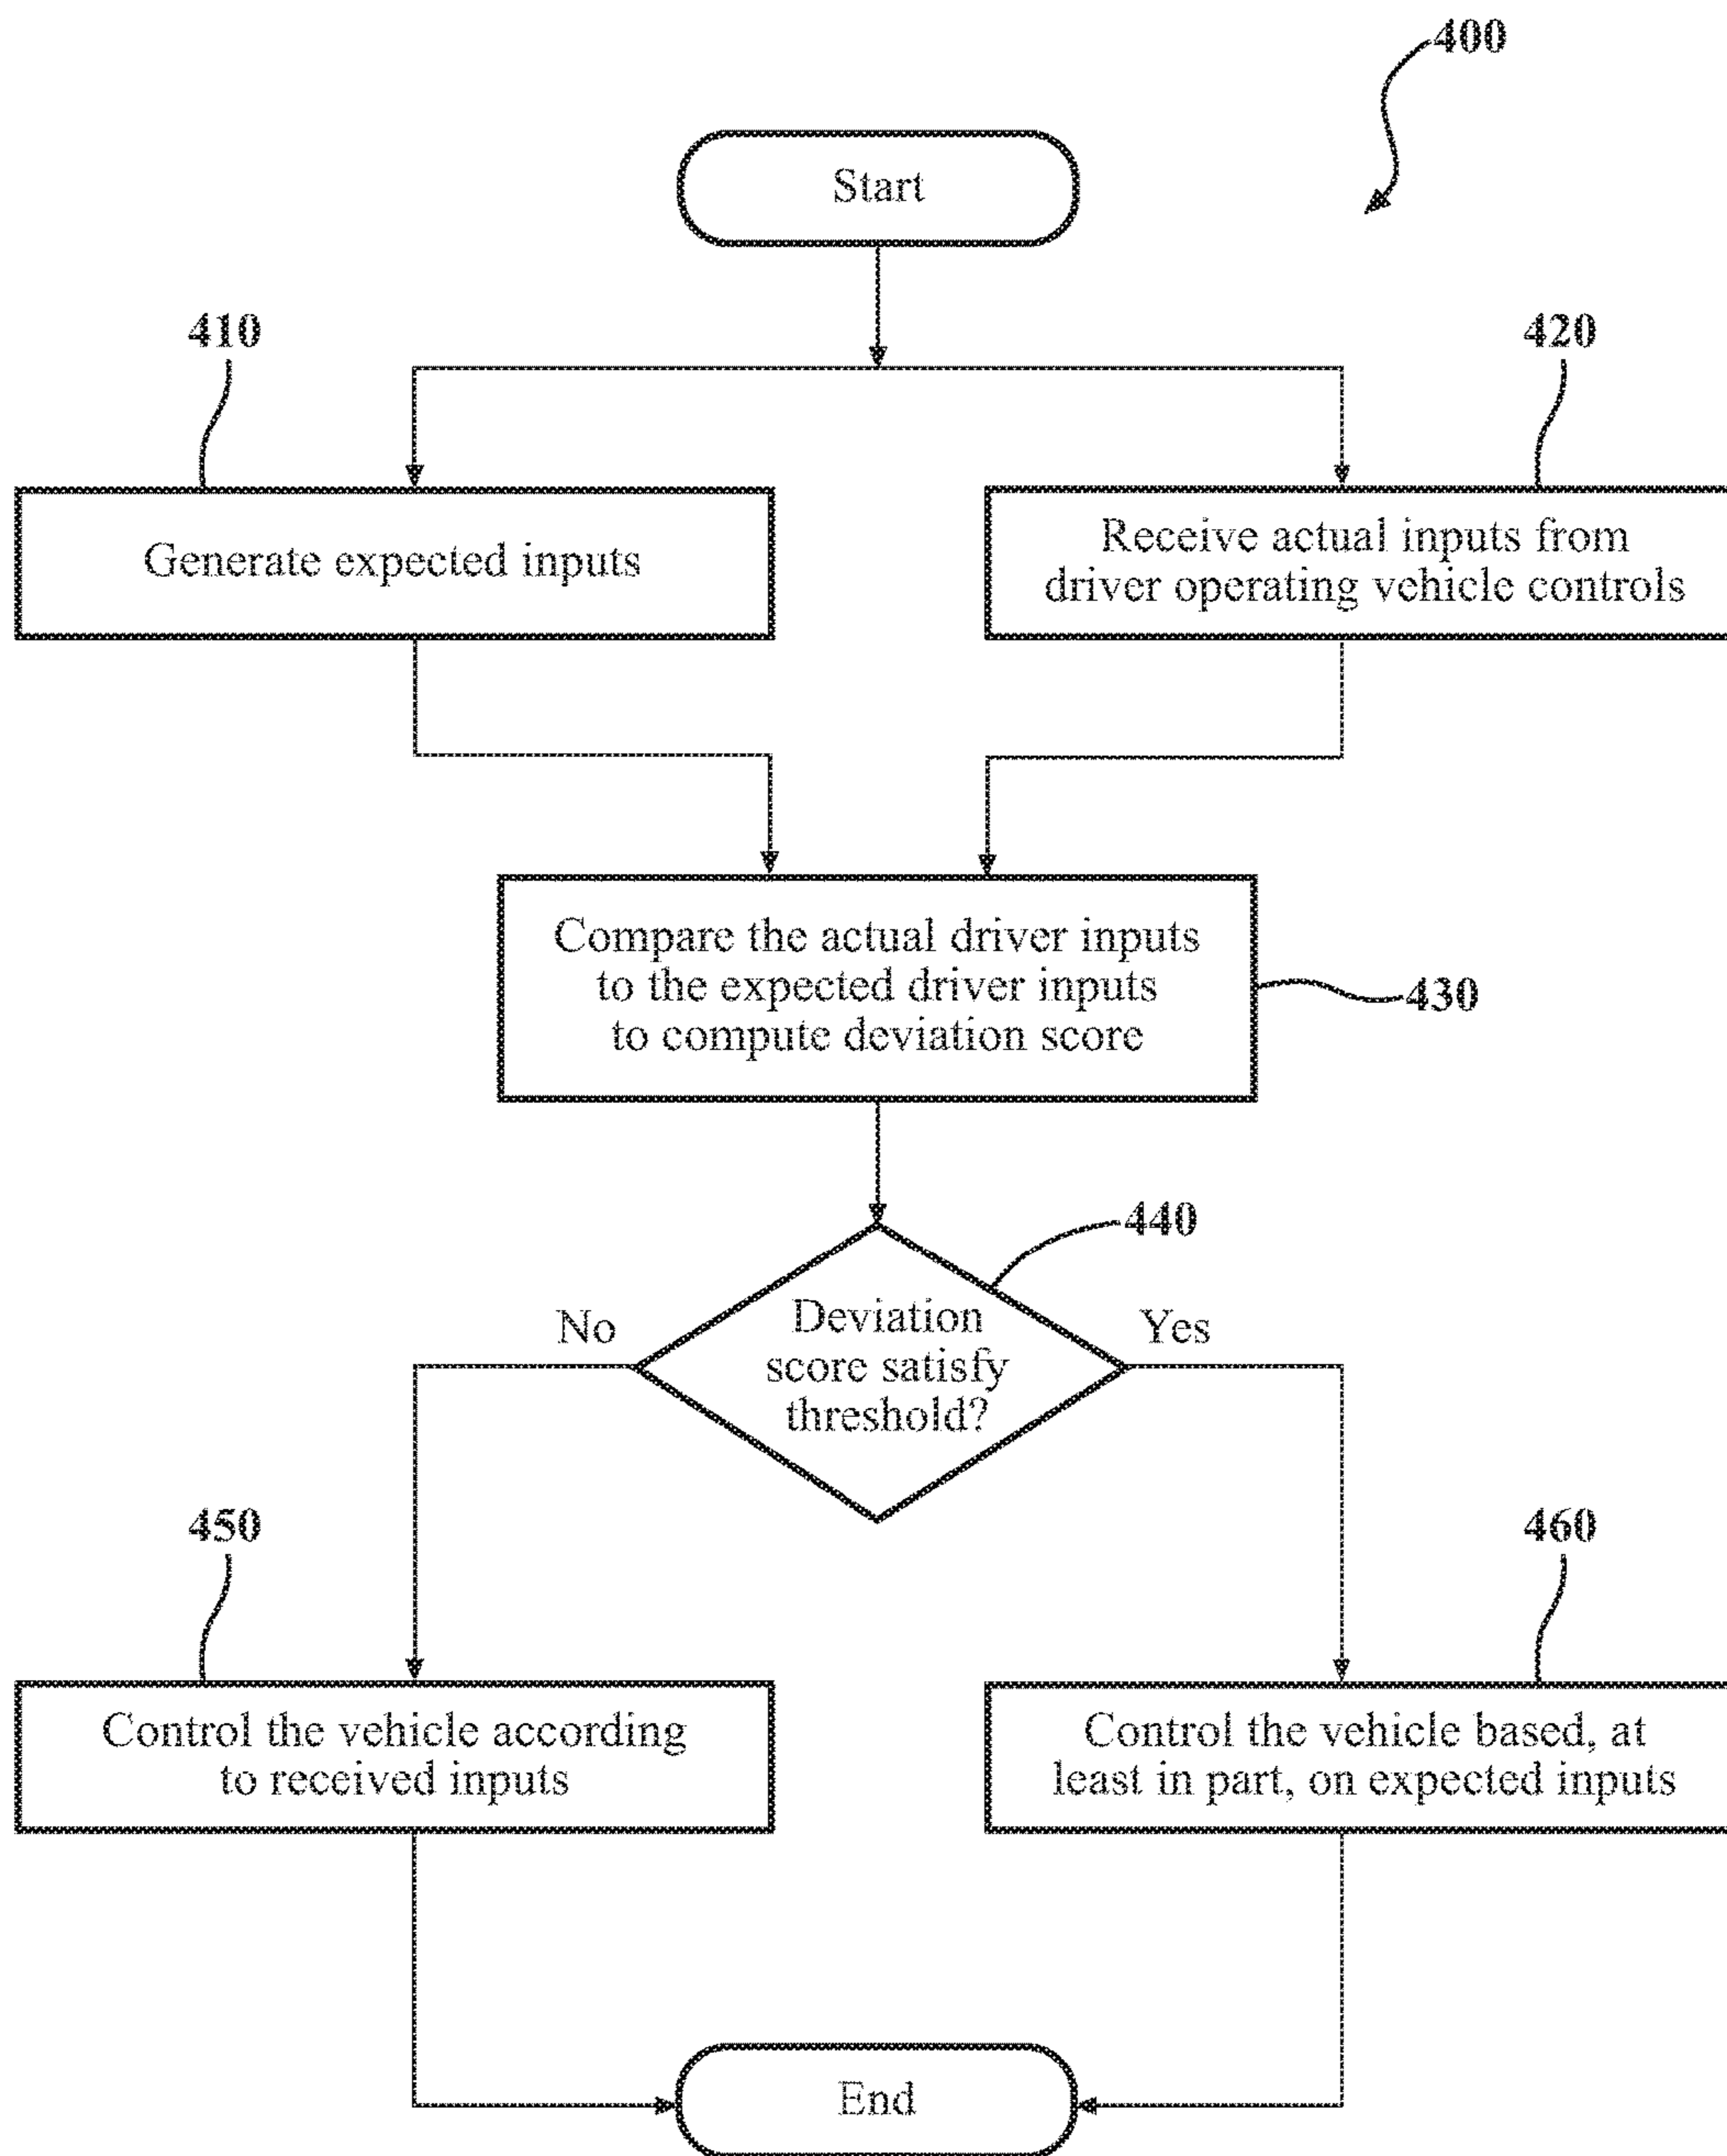 400
Start
410
420
Generate expected inputs
Receive actual inputs from
driver operating vehicle controls
Compare the actual driver inputs
to the expected driver inputs
to compute deviation score
430
440
No
Yes
Deviation
score satisfy
threshold?
450
460
Control the vehicle according
to received inputs
Control the vehicle based, at
least in part, on expected inputs
End